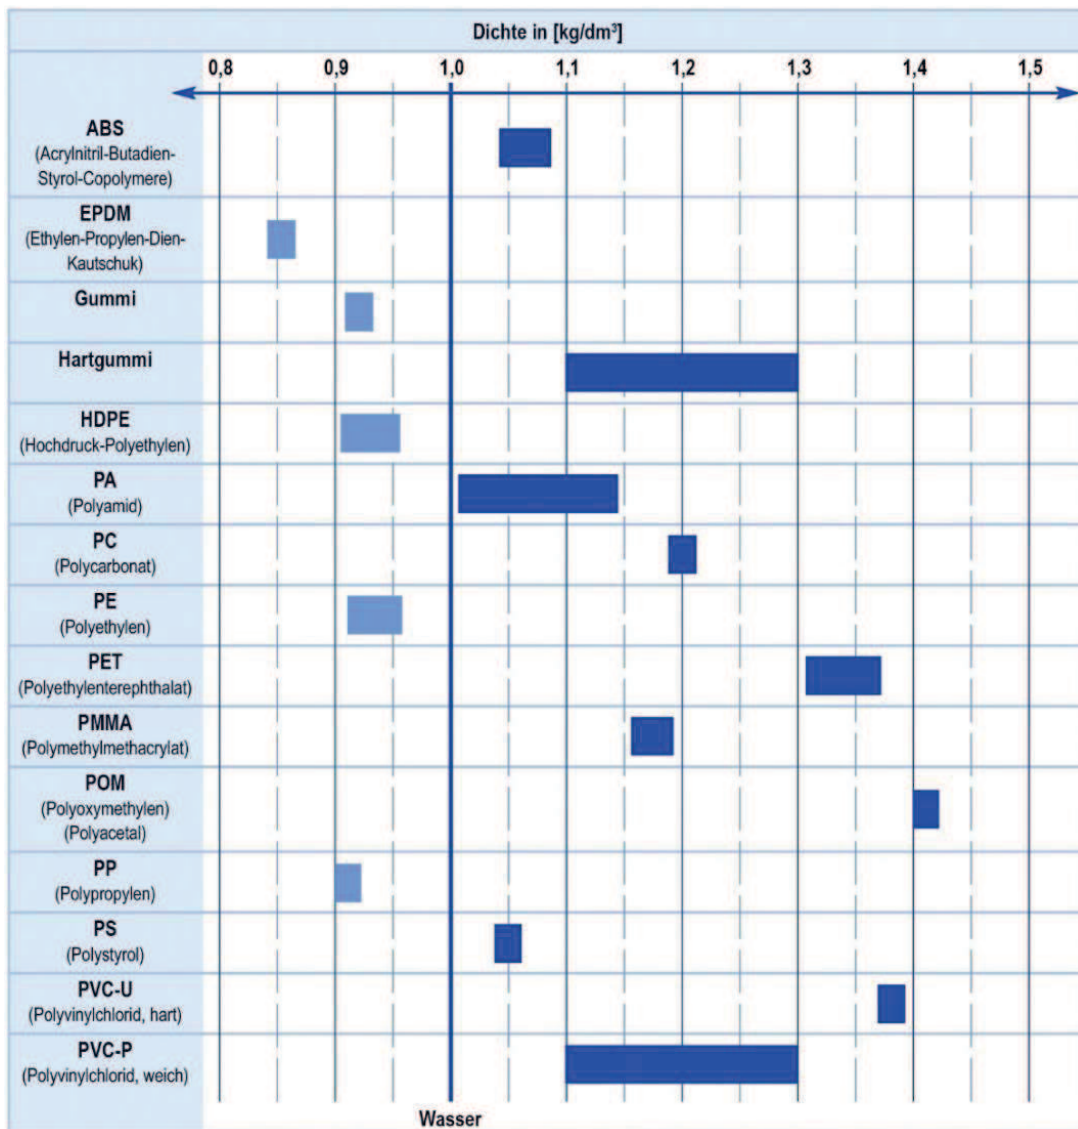 Dichte in [kg/dm³]
0,8 0,9 1,0 1,1 1,2 1,3 1,4 1,5
ABS
(Acrylnitril-Butadien-
Styrol-Copolymere)
EPDM
(Ethylen-Propylen-Dien-
Kautschuk)
Gummi
Hartgummi
HDPE
(Hochdruck-Polyethylen)
PA
(Polyamid)
PC
(Polycarbonat)
PE
(Polyethylen)
PET
(Polyethylenterephthalat)
PMMA
(Polymethylmethacrylat)
POM
(Polyoxymethylen)
(Polyacetal)
PP
(Polypropylen)
PS
(Polystyrol)
PVC-U
(Polyvinylchlorid, hart)
PVC-P
(Polyvinylchlorid, weich)
Wasser